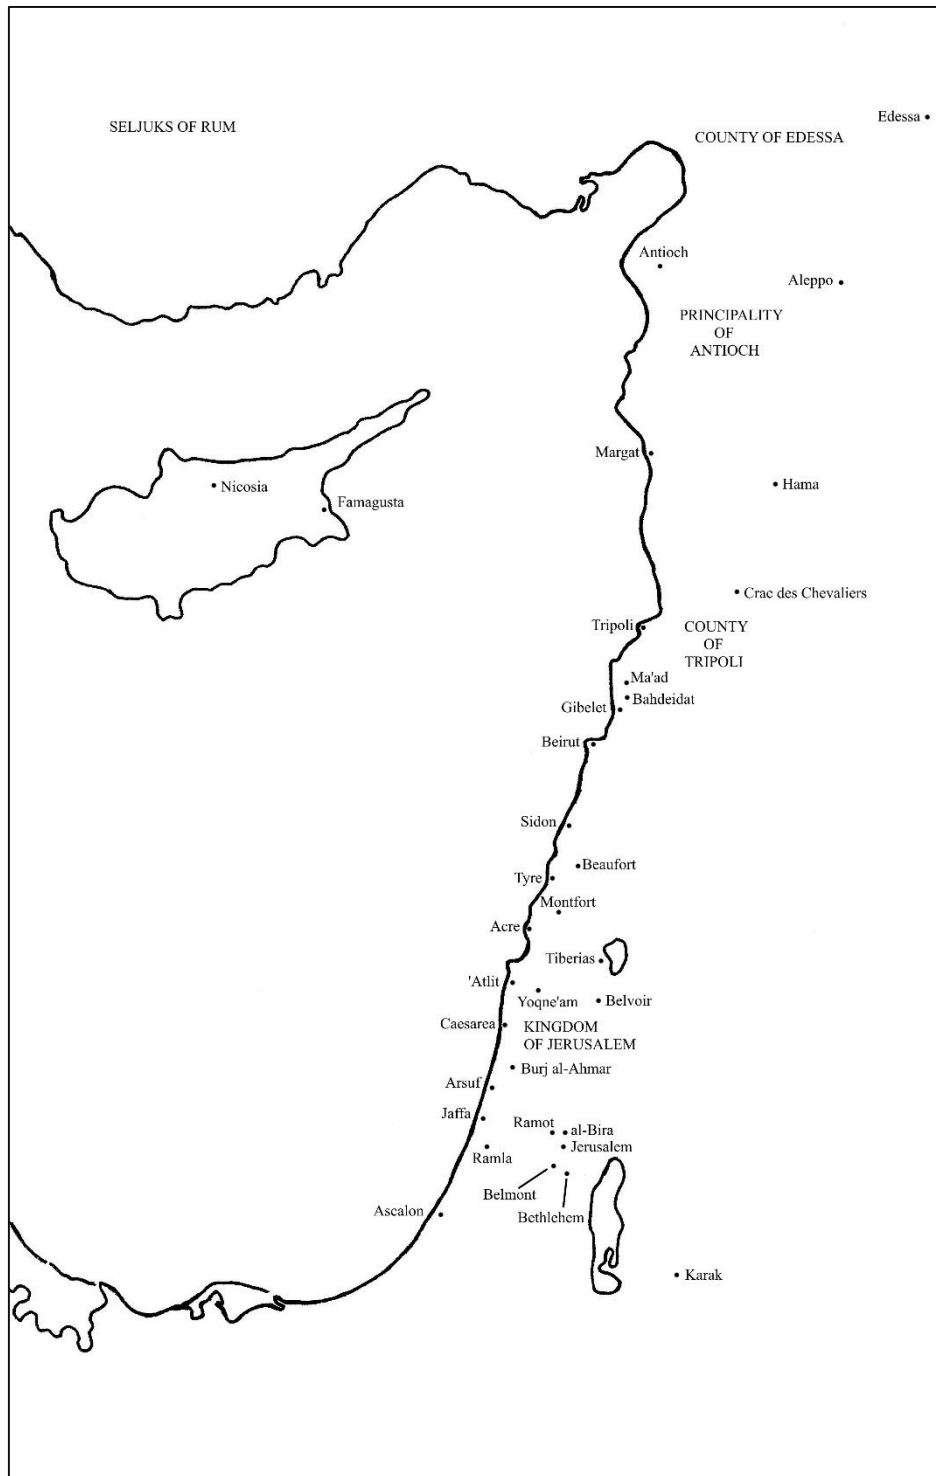 Edessa
SELJUKS OF RUM
COUNTY OF EDESSA
Antioch
Aleppo
PRINCIPALITY
OF
ANTIOCH
Margat
Hama
Nicosia
Famagusta
Crac des Chevaliers
Tripoli
COUNTY
OF
TRIPOLI
Ma'ad
Bahdeidat
Gibelet
Beirut
Sidon
Beaufort
Tyre
Montfort
Acre
Tiberias
'Atlit
Yoqne'am
Belvoir
Caesarea
KINGDOM
OF JERUSALEM
Burj al-Ahmar
Arsuf
Jaffa
Ramot
al-Bira
Jerusalem
Ramla
Belmont
Bethlehem
Ascalon
Karak